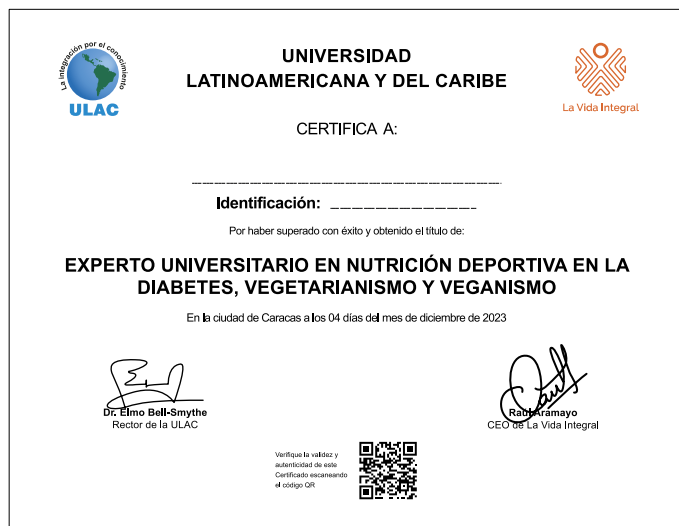 La integración por el conocimiento
ULAC
UNIVERSIDAD
LATINOAMERICANA Y DEL CARIBE
La Vida Integral
CERTIFICA A:
Identificación:
Por haber superado con éxito y obtenido el título de:
EXPERTO UNIVERSITARIO EN NUTRICIÓN DEPORTIVA EN LA
DIABETES, VEGETARIANISMO Y VEGANISMO
En la ciudad de Caracas a los 04 días del mes de diciembre de 2023
Dr. Elmo Bell-Smythe
Rector de la ULAC
Raúl Aramayo
CEO de La Vida Integral
Verifique la validez y
autenticidad de este
Certificado escaneando
el código QR